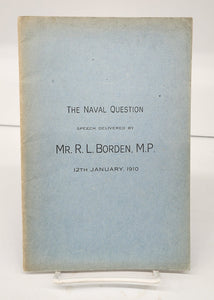 THE NAVAL QUESTION
SPEECH DELIVERED BY
MR. R. L. BORDEN, M.P.
12TH JANUARY, 1910